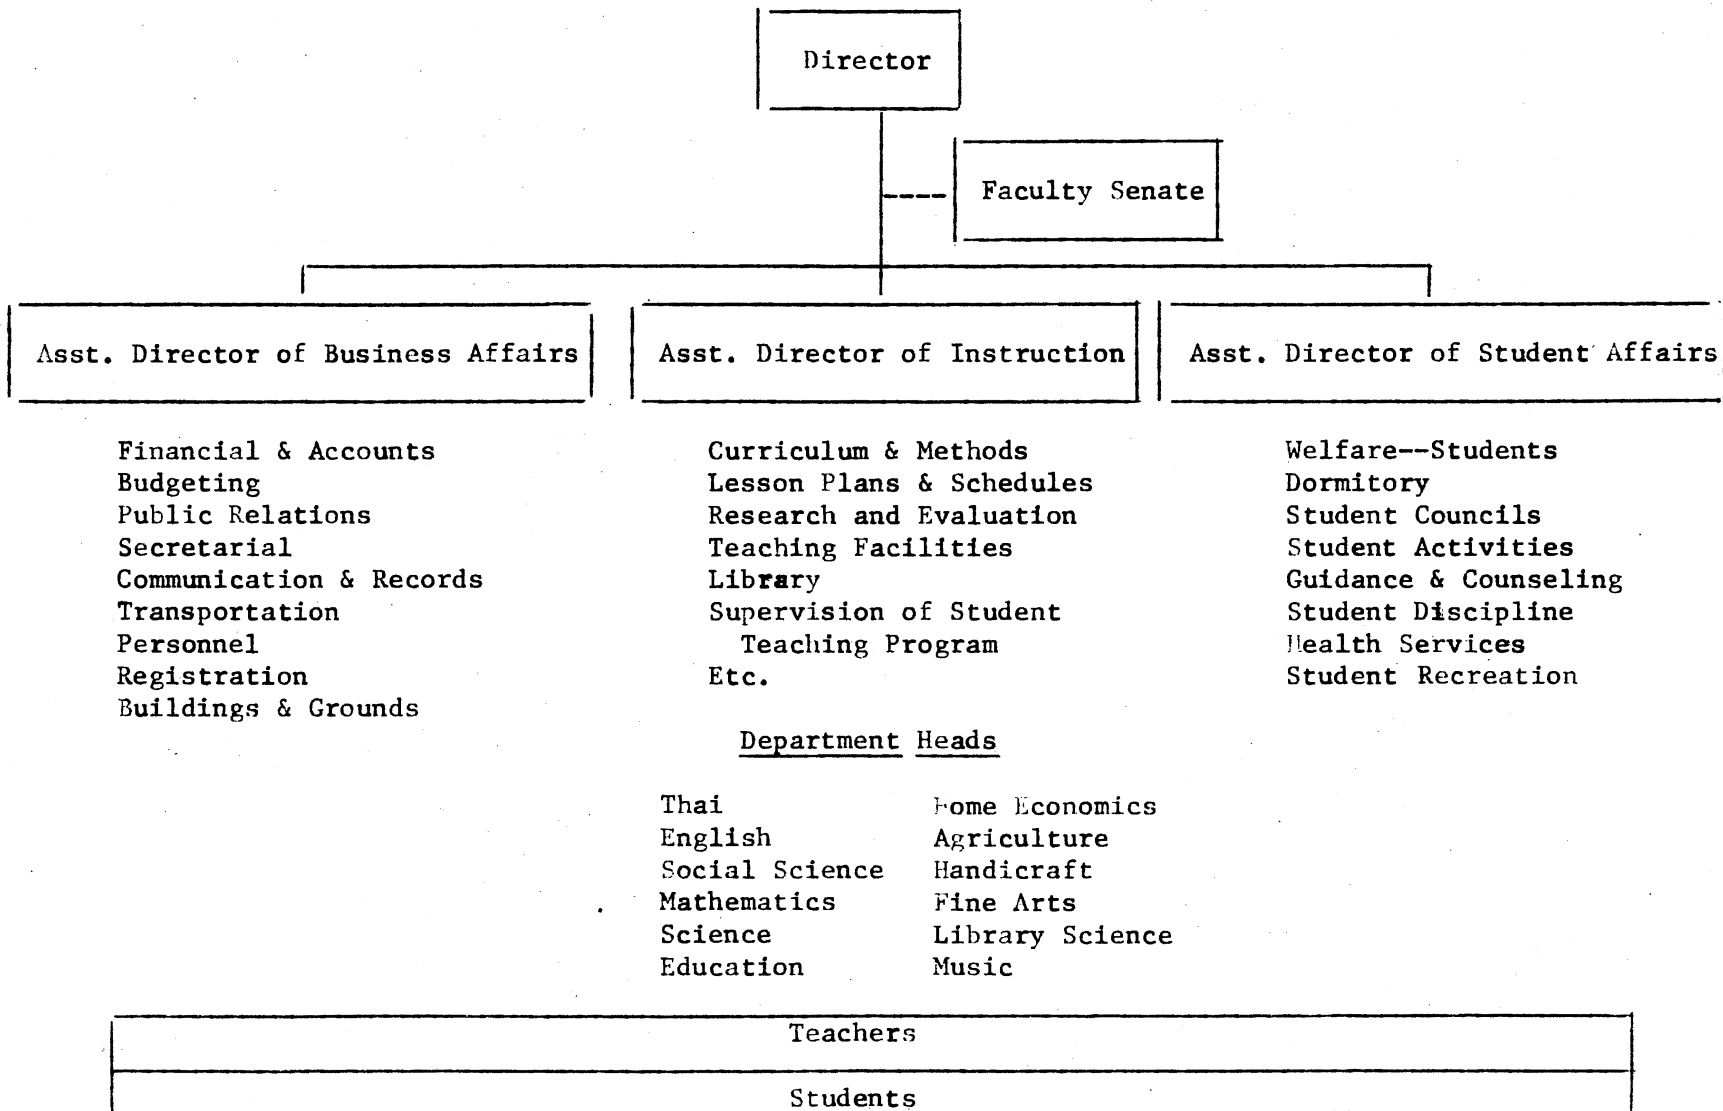 Director
Faculty Senate
Asst. Director of Business Affairs
Asst. Director of Instruction
Asst. Director of Student Affairs
Financial & Accounts
Budgeting
Public Relations
Secretarial
Communication & Records
Transportation
Personnel
Registration
Buildings & Grounds
Curriculum & Methods
Lesson Plans & Schedules
Research and Evaluation
Teaching Facilities
Library
Supervision of Student
Teaching Program
Etc.
Welfare--Students
Dormitory
Student Councils
Student Activities
Guidance & Counseling
Student Discipline
Health Services
Student Recreation
Department Heads
Thai
English
Social Science
Mathematics
Science
Education
Home Economics
Agriculture
Handicraft
Fine Arts
Library Science
Music
Teachers
Students